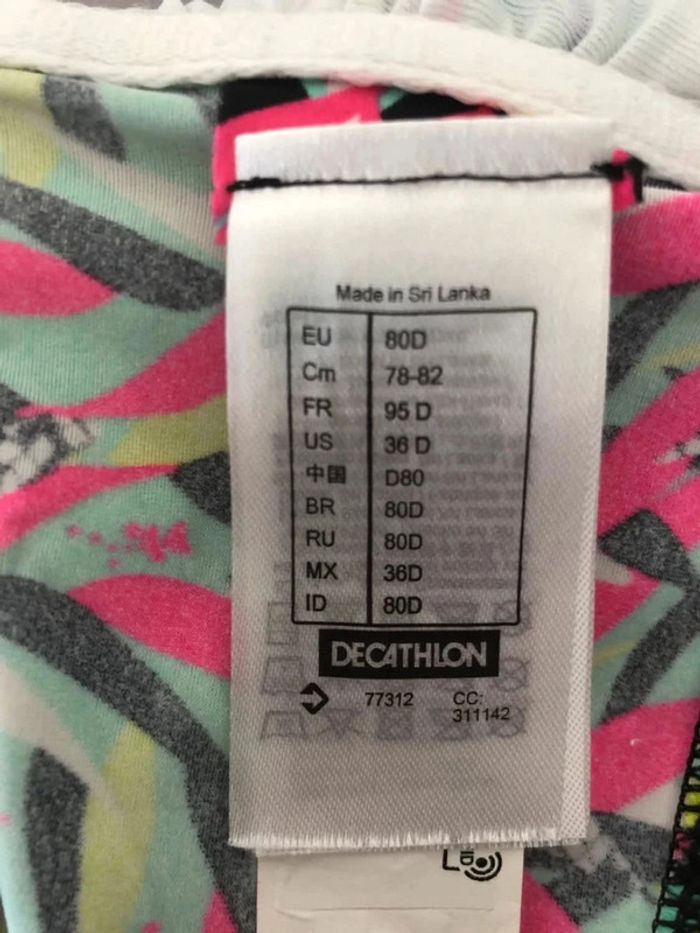 Made in Sri Lanka
EU 80D
Cm 78-82
FR 95 D
US 36 D
中国 D80
BR 80D
RU 80D
MX 36D
ID 80D
DECATHLON
77312 CC:
311142